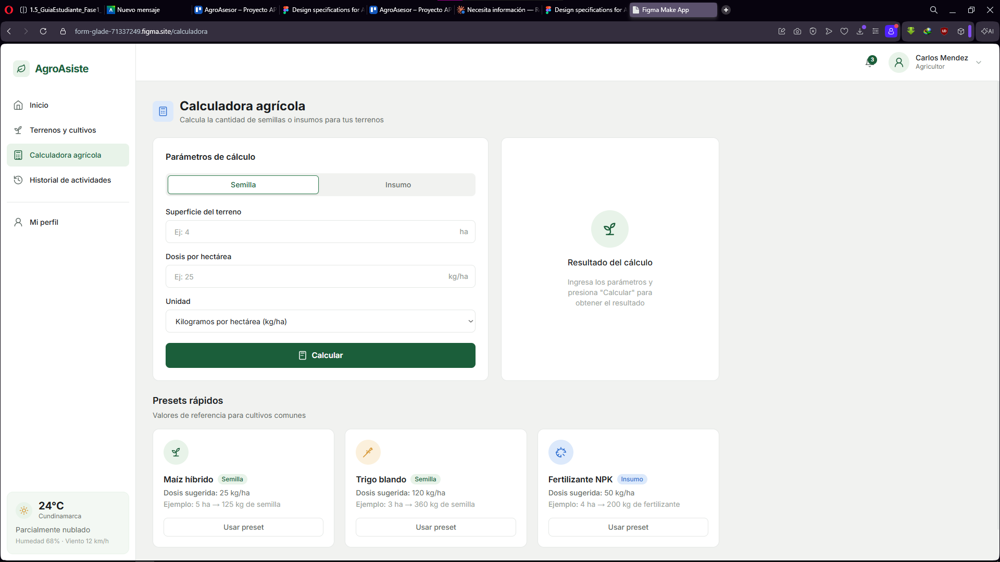 1.5_GuiaEstudiante_Fase1_
Nuevo mensaje
AgroAsesor – Proyecto AP
Design specifications for A
AgroAsesor – Proyecto AP
Necesita información — R
Design specifications for A
Figma Make App
form-glade-71337249.figma.site/calculadora
AI
AgroAsiste
3
Carlos Mendez
Agricultor
Inicio
Terrenos y cultivos
Calculadora agrícola
Historial de actividades
Mi perfil
24°C
Cundinamarca
Parcialmente nublado
Humedad 68% · Viento 12 km/h
Calculadora agrícola
Calcula la cantidad de semillas o insumos para tus terrenos
Parámetros de cálculo
Semilla
Insumo
Superficie del terreno
Ej: 4
ha
Dosis por hectárea
Ej: 25
kg/ha
Unidad
Kilogramos por hectárea (kg/ha)
Calcular
Resultado del cálculo
Ingresa los parámetros y
presiona "Calcular" para
obtener el resultado
Presets rápidos
Valores de referencia para cultivos comunes
Maíz híbrido Semilla
Dosis sugerida: 25 kg/ha
Ejemplo: 5 ha → 125 kg de semilla
Usar preset
Trigo blando Semilla
Dosis sugerida: 120 kg/ha
Ejemplo: 3 ha → 360 kg de semilla
Usar preset
Fertilizante NPK Insumo
Dosis sugerida: 50 kg/ha
Ejemplo: 4 ha → 200 kg de fertilizante
Usar preset